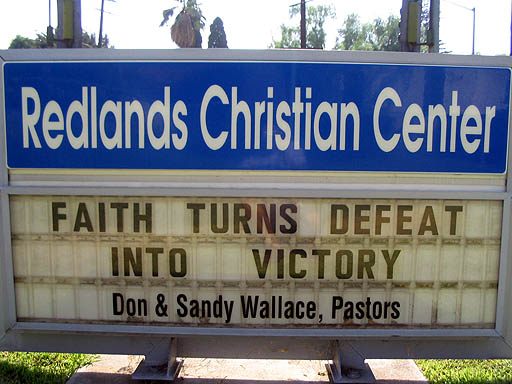 Redlands Christian Center
FAITH TURNS DEFEAT
INTO VICTORY
Don & Sandy Wallace, Pastors